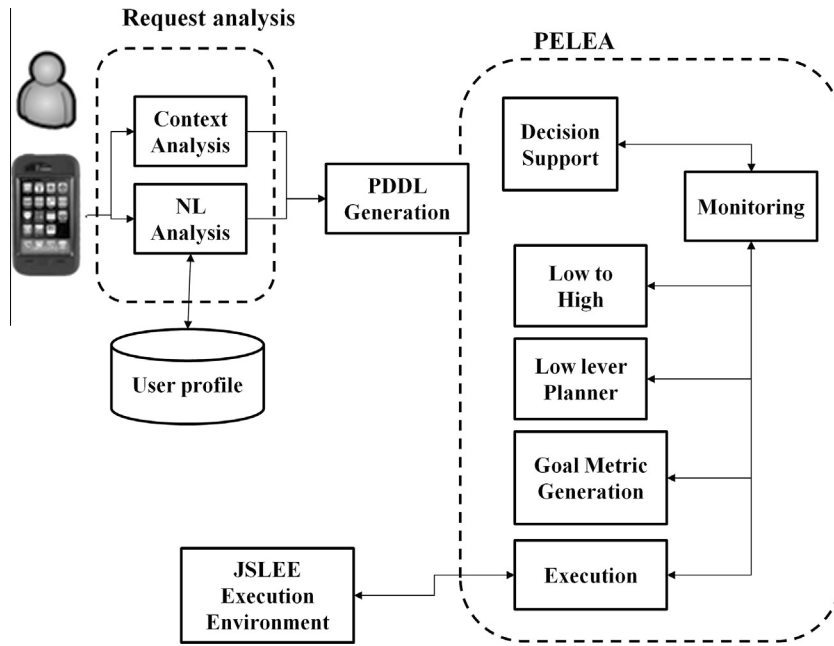 Request analysis
PELEA
Context
Analysis
NL
Analysis
User profile
PDDL
Generation
Decision
Support
Monitoring
Low to
High
Low lever
Planner
Goal Metric
Generation
Execution
JSLEE
Execution
Environment